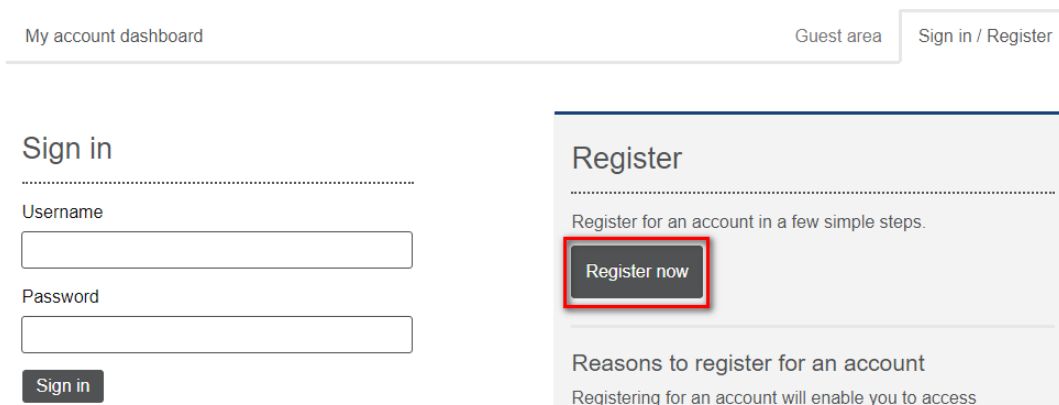 My account dashboard
Guest area
Sign in / Register
Sign in
Username
Password
Sign in
Register
Register for an account in a few simple steps.
Register now
Reasons to register for an account
Registering for an account will enable you to access